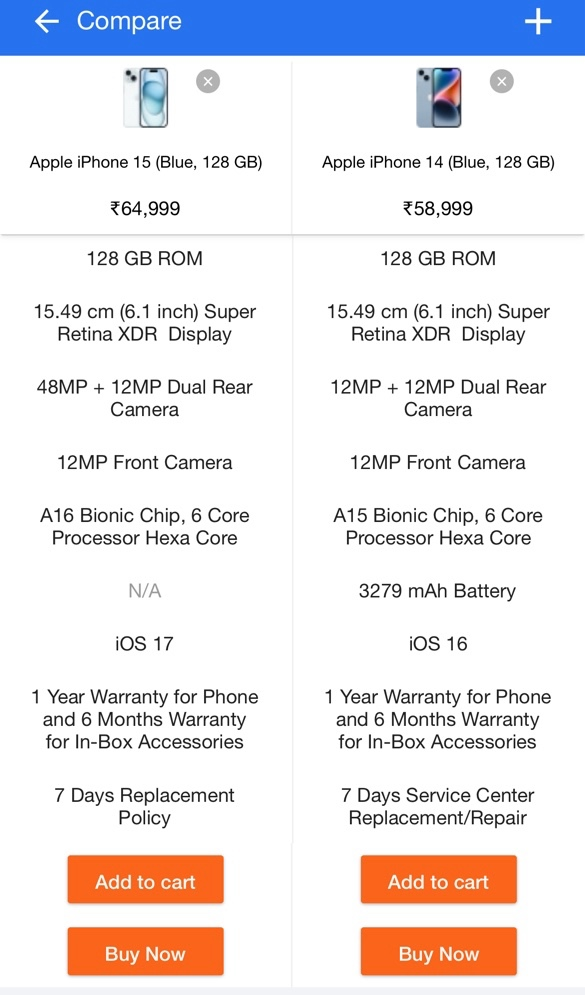 Compare
Apple iPhone 15 (Blue, 128 GB)
₹64,999
128 GB ROM
15.49 cm (6.1 inch) Super
Retina XDR Display
48MP + 12MP Dual Rear
Camera
12MP Front Camera
A16 Bionic Chip, 6 Core
Processor Hexa Core
N/A
iOS 17
1 Year Warranty for Phone
and 6 Months Warranty
for In-Box Accessories
7 Days Replacement
Policy
Add to cart
Buy Now
Apple iPhone 14 (Blue, 128 GB)
₹58,999
128 GB ROM
15.49 cm (6.1 inch) Super
Retina XDR Display
12MP + 12MP Dual Rear
Camera
12MP Front Camera
A15 Bionic Chip, 6 Core
Processor Hexa Core
3279 mAh Battery
iOS 16
1 Year Warranty for Phone
and 6 Months Warranty
for In-Box Accessories
7 Days Service Center
Replacement/Repair
Add to cart
Buy Now